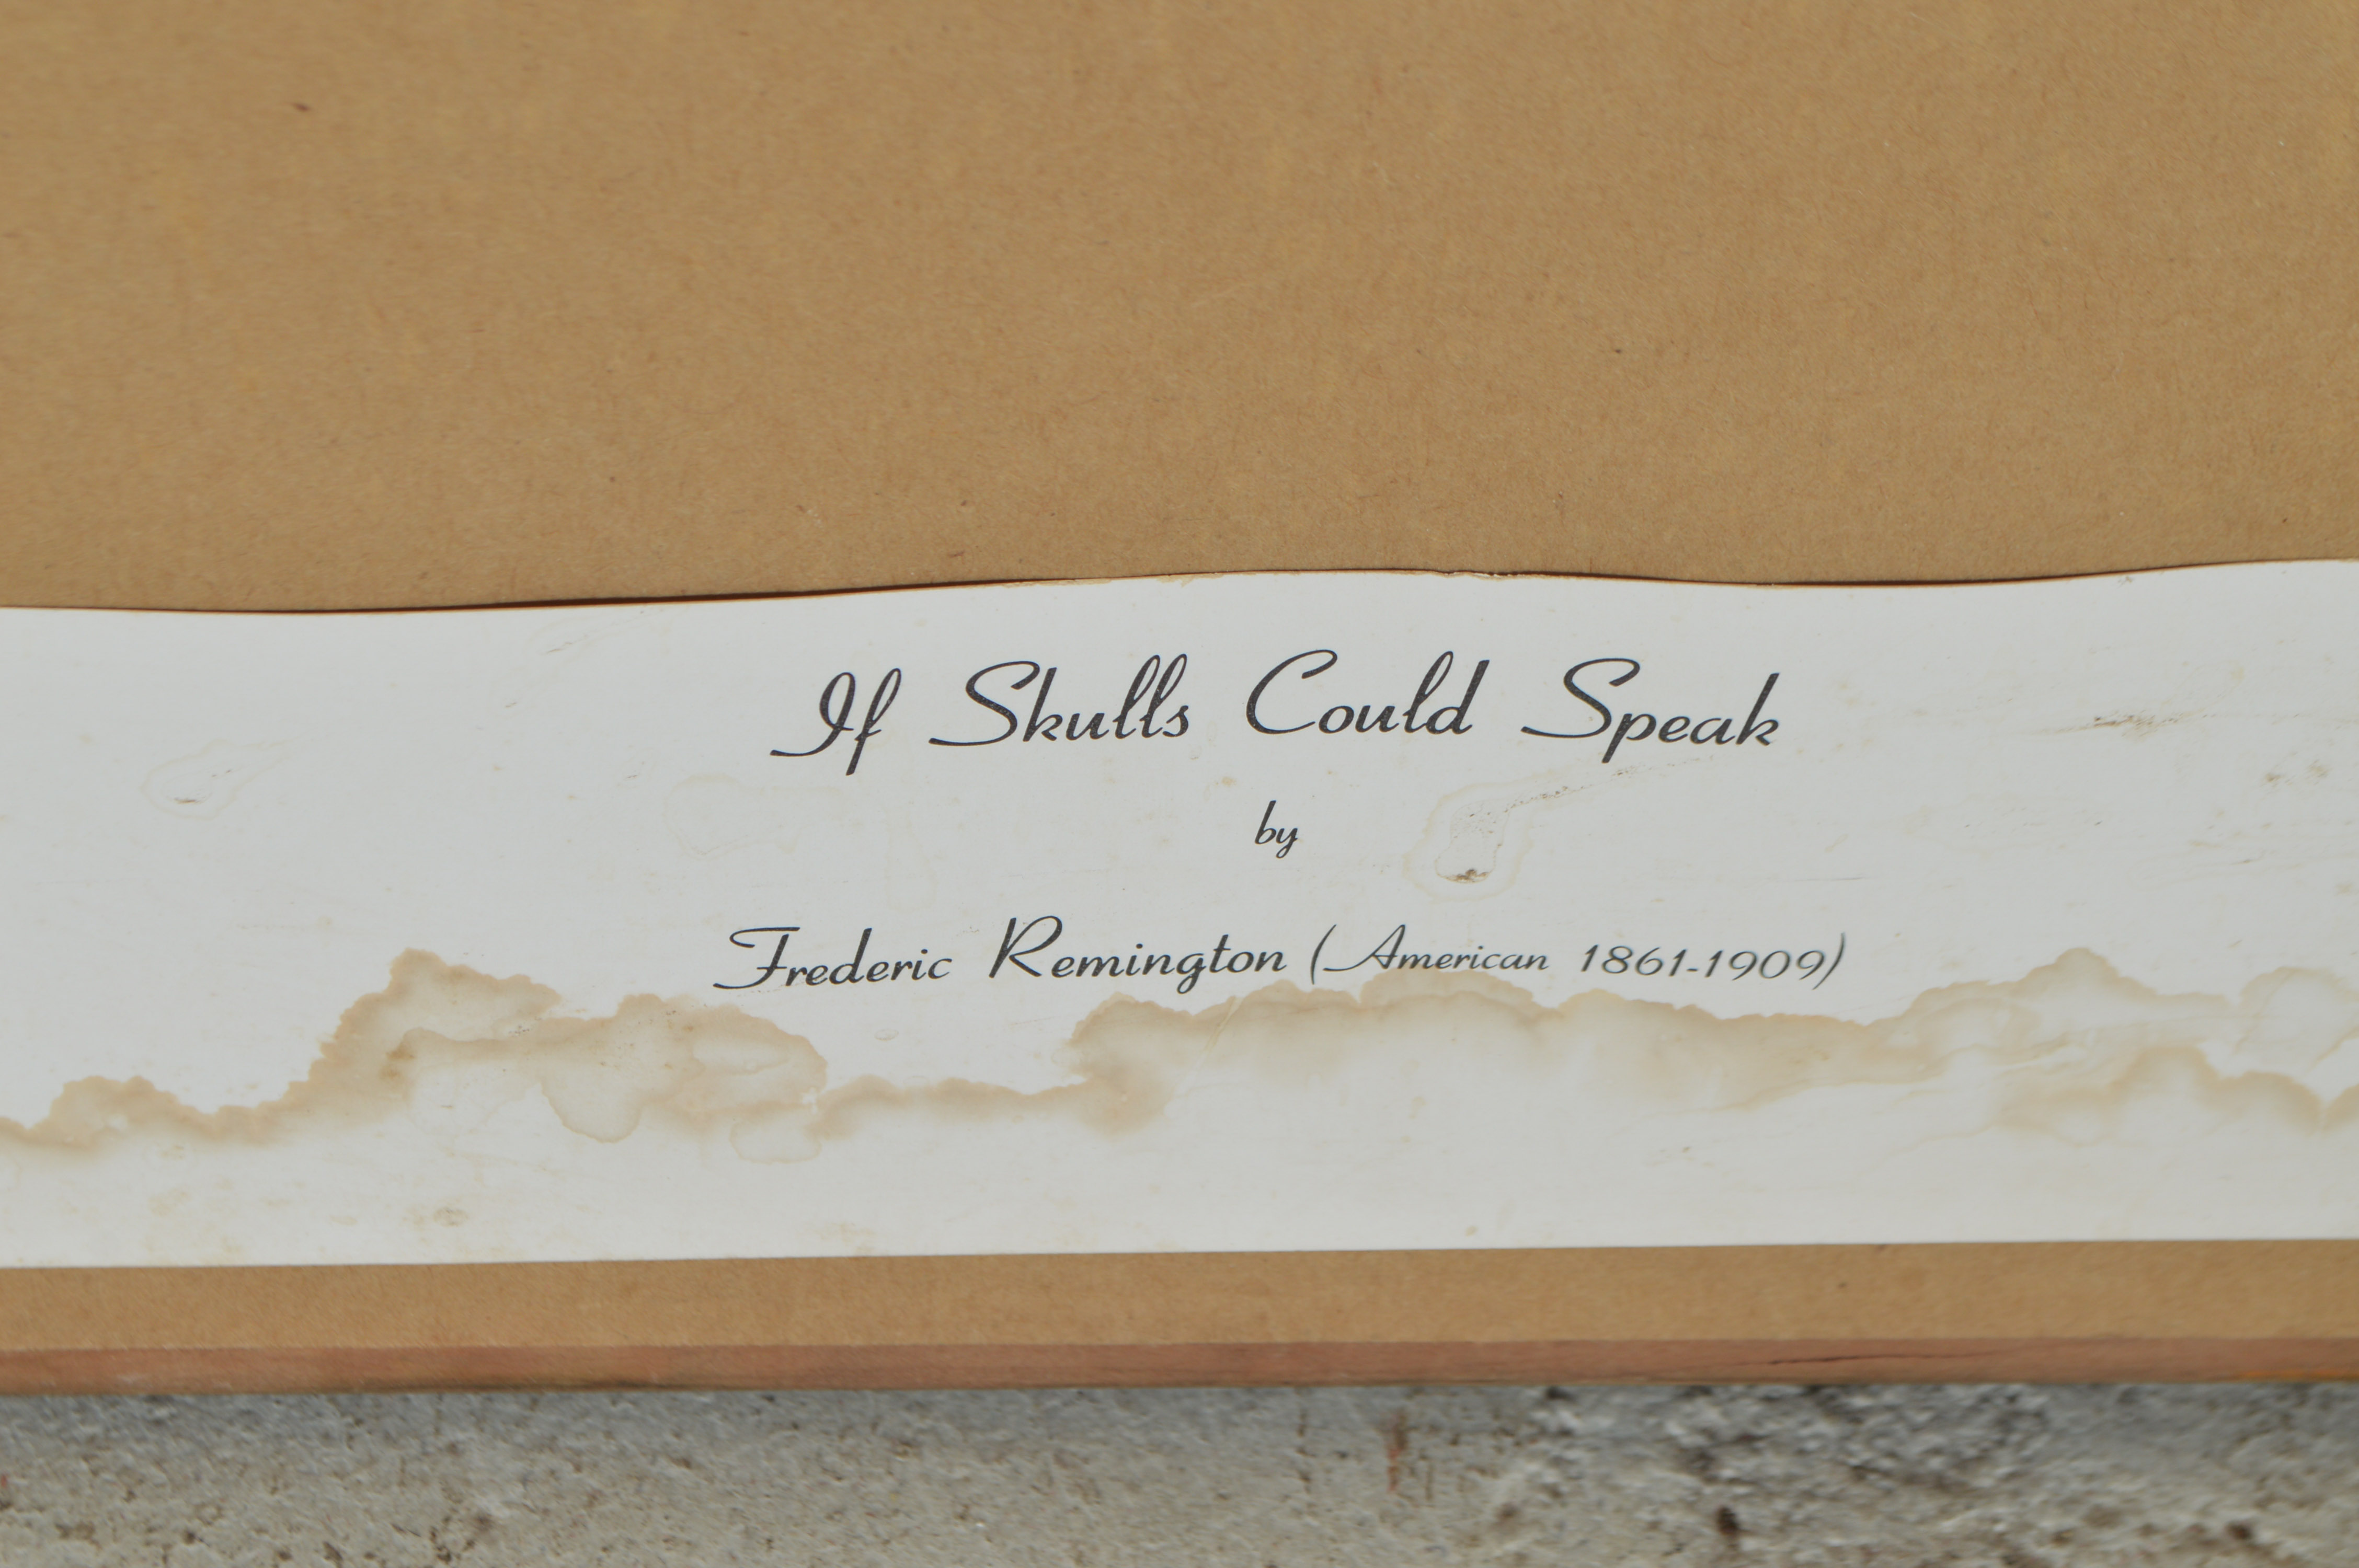 If Skulls Could Speak
by
Frederic Remington (American 1861-1909)